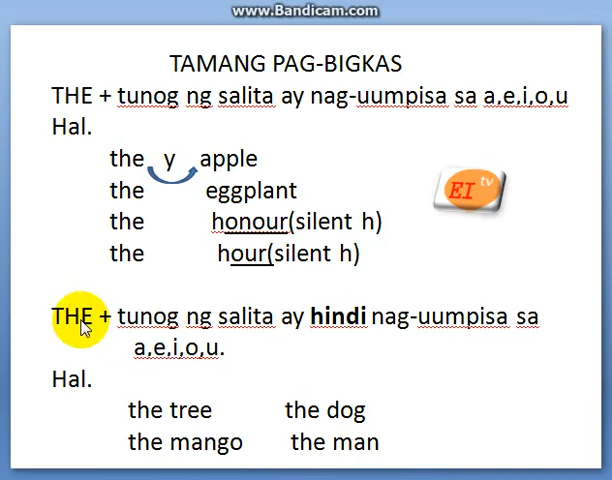 www.Bandicam.com
TAMANG PAG-BIGKAS
THE + tunog ng salita ay nag-uumpisa sa a,e,i,o,u
Hal.
the y apple
the eggplant
the honour(silent h)
the hour(silent h)
EI tv
THE + tunog ng salita ay hindi nag-uumpisa sa
a,e,i,o,u.
Hal.
the tree the dog
the mango the man